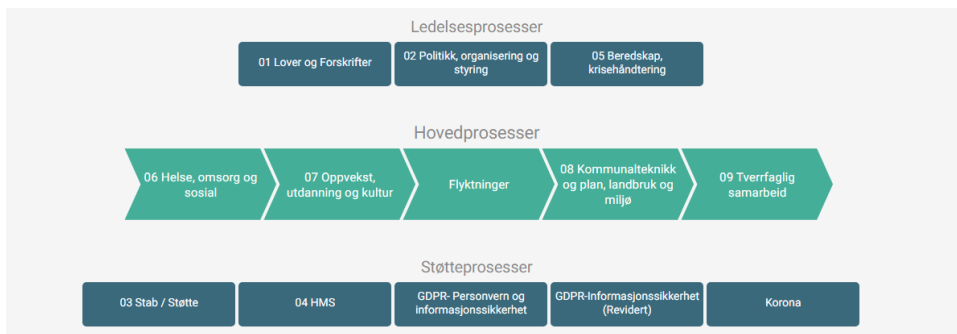 Ledelsesprosesser
01 Lover og Forskrifter
02 Politikk, organisering og
styring
05 Beredskap,
krisehåndtering
Hovedprosesser
06 Helse, omsorg og
sosial
07 Oppvekst,
utdanning og kultur
Flyktninger
08 Kommunalteknikk
og plan, landbruk og
miljø
09 Tverrfaglig
samarbeid
Støtteprosesser
03 Stab / Støtte
04 HMS
GDPR- Personvern og
informasjonssikkerhet
GDPR-Informasjonssikkerhet
(Revidert)
Korona